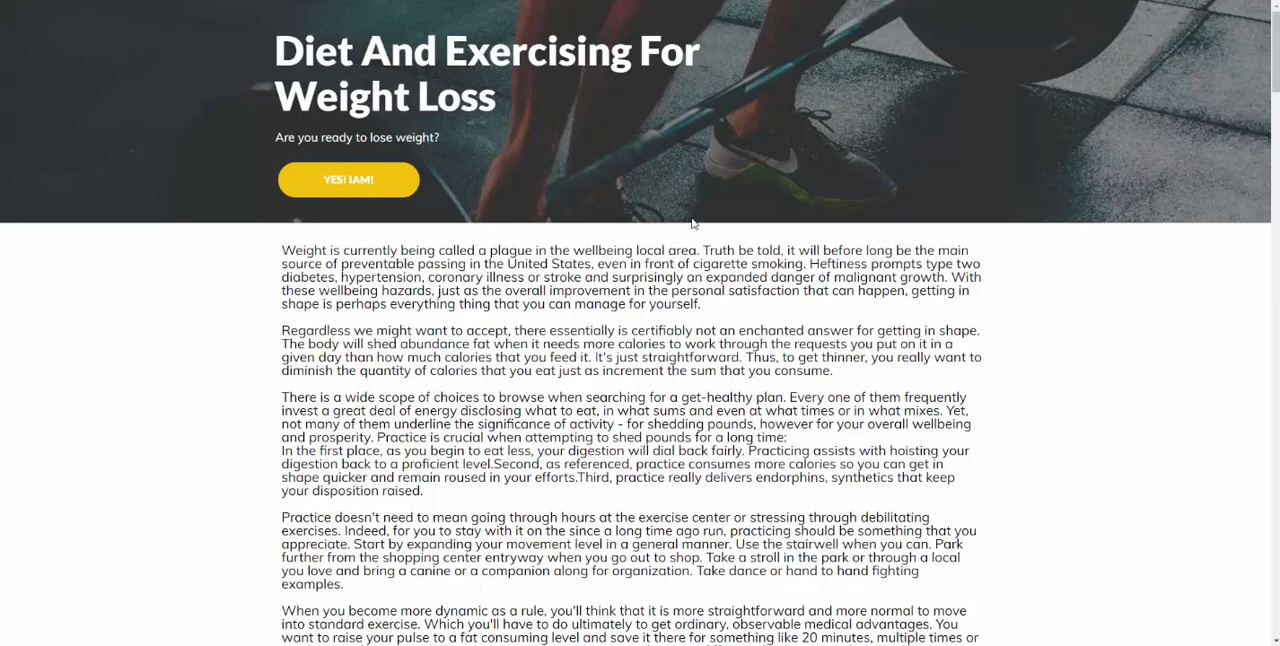 Diet And Exercising For
Weight Loss
Are you ready to lose weight?
YES! IAM!
Weight is currently being called a plague in the wellbeing local area. Truth be told, it will before long be the main
source of preventable passing in the United States, even in front of cigarette smoking. Heftiness prompts type two
diabetes, hypertension, coronary illness or stroke and surprisingly an expanded danger of malignant growth. With
these wellbeing hazards, just as the overall improvement in the personal satisfaction that can happen, getting in
shape is perhaps everything thing that you can manage for yourself.
Regardless we might want to accept, there essentially is certifiably not an enchanted answer for getting in shape.
The body will shed abundance fat when it needs more calories to work through the requests you put on it in a
given day than how much calories that you feed it. It's just straightforward. Thus, to get thinner, you really want to
diminish the quantity of calories that you eat just as increment the sum that you consume.
There is a wide scope of choices to browse when searching for a get-healthy plan. Every one of them frequently
invest a great deal of energy disclosing what to eat, in what sums and even at what times or in what mixes. Yet,
not many of them underline the significance of activity - for shedding pounds, however for your overall wellbeing
and prosperity. Practice is crucial when attempting to shed pounds for a long time:
In the first place, as you begin to eat less, your digestion will dial back fairly. Practicing assists with hoisting your
digestion back to a proficient level.Second, as referenced, practice consumes more calories so you can get in
shape quicker and remain roused in your efforts.Third, practice really delivers endorphins, synthetics that keep
your disposition raised.
Practice doesn't need to mean going through hours at the exercise center or stressing through debilitating
exercises. Indeed, for you to stay with it on the since a long time ago run, practicing should be something that you
appreciate. Start by expanding your movement level in a general manner. Use the stairwell when you can. Park
further from the shopping center entryway when you go out to shop. Take a stroll in the park or through a local
you love and bring a canine or a companion along for organization. Take dance or hand to hand fighting
examples.
When you become more dynamic as a rule, you'll think that it is more straightforward and more normal to move
into standard exercise. Which you'll have to do ultimately to get ordinary, observable medical advantages. You
want to raise your pulse to a fat consuming level and save it there for something like 20 minutes, multiple times or